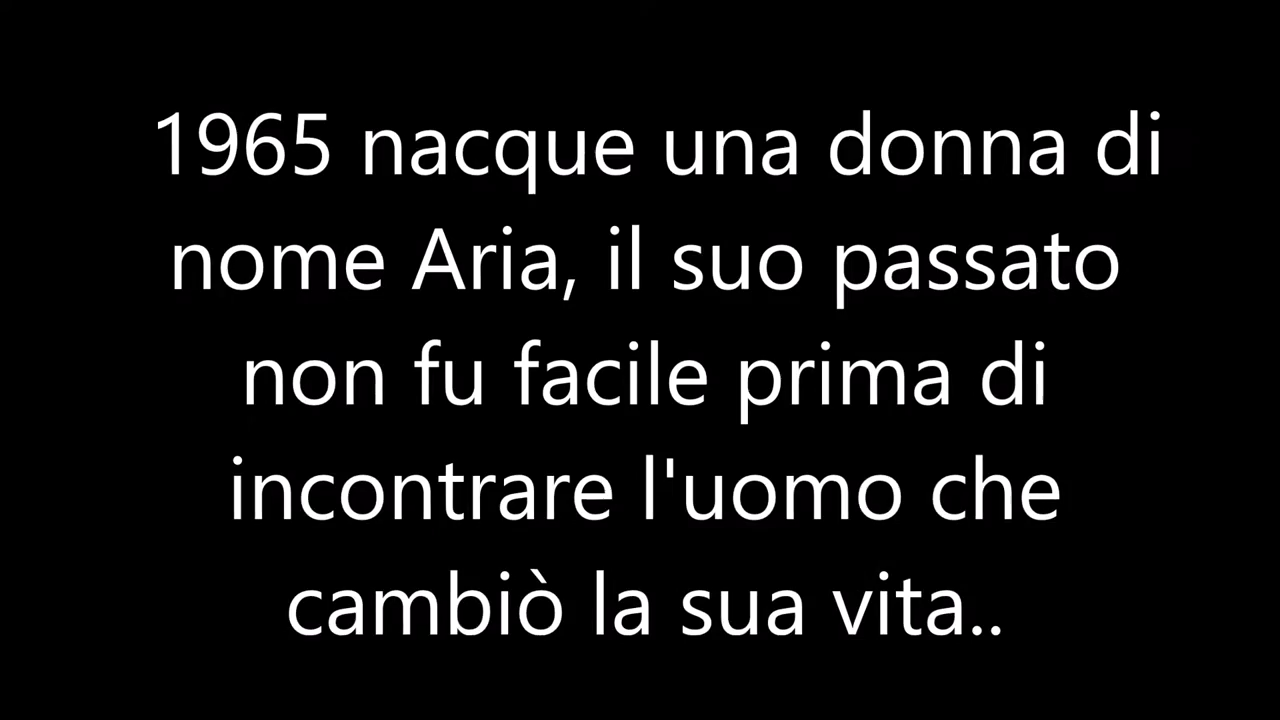 1965 nacque una donna di
nome Aria, il suo passato
non fu facile prima di
incontrare l'uomo che
cambiò la sua vita..